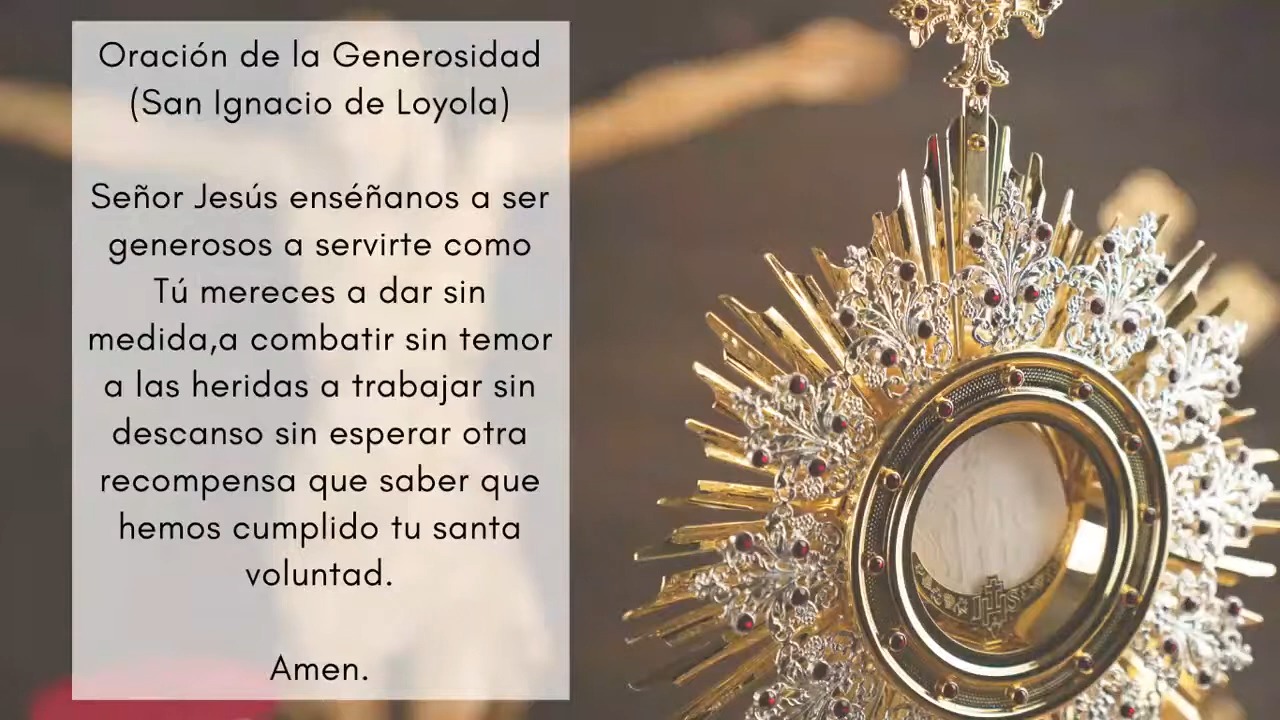 Oración de la Generosidad
(San Ignacio de Loyola)
Señor Jesús enséñanos a ser
generosos a servirte como
Tú mereces a dar sin
medida,a combatir sin temor
a las heridas a trabajar sin
descanso sin esperar otra
recompensa que saber que
hemos cumplido tu santa
voluntad.
Amen.
IHS